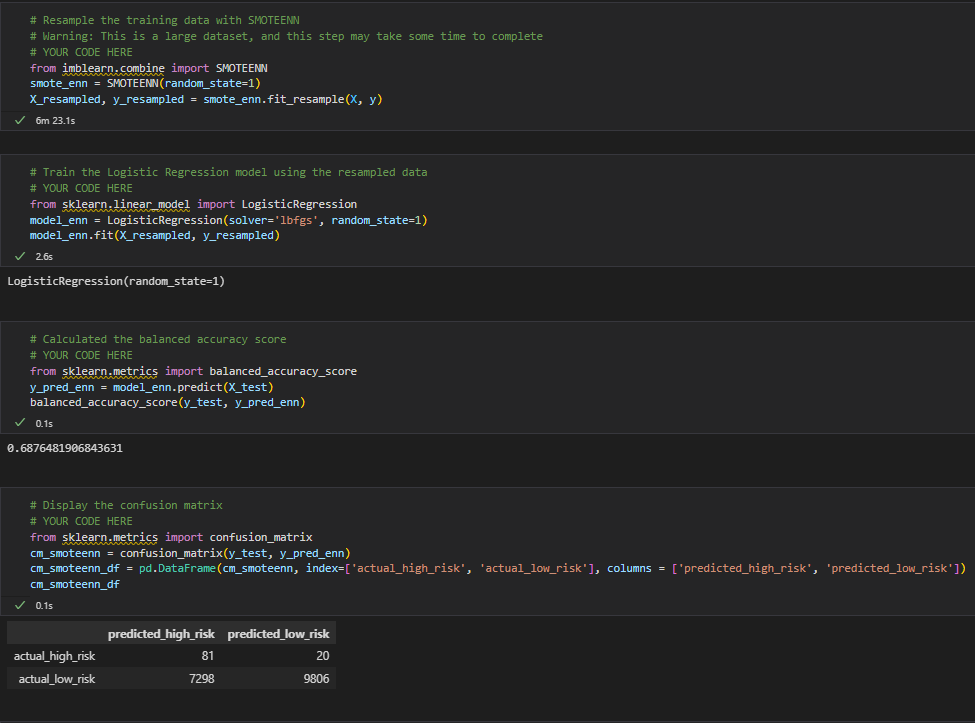 # Resample the training data with SMOTEENN
# Warning: This is a large dataset, and this step may take some time to complete
# YOUR CODE HERE
from imblearn.combine import SMOTEENN
smote_enn = SMOTEENN(random_state=1)
X_resampled, y_resampled = smote_enn.fit_resample(X, y)
6m 23.1s
# Train the Logistic Regression model using the resampled data
# YOUR CODE HERE
from sklearn.linear_model import LogisticRegression
model_enn = LogisticRegression(solver='lbfgs', random_state=1)
model_enn.fit(X_resampled, y_resampled)
2.6s
LogisticRegression(random_state=1)
# Calculated the balanced accuracy score
# YOUR CODE HERE
from sklearn.metrics import balanced_accuracy_score
y_pred_enn = model_enn.predict(X_test)
balanced_accuracy_score(y_test, y_pred_enn)
0.1s
0.6876481906843631
# Display the confusion matrix
# YOUR CODE HERE
from sklearn.metrics import confusion_matrix
cm_smoteenn = confusion_matrix(y_test, y_pred_enn)
cm_smoteenn_df = pd.DataFrame(cm_smoteenn, index=['actual_high_risk', 'actual_low_risk'], columns = ['predicted_high_risk', 'predicted_low_risk'])
cm_smoteenn_df
0.1s
predicted_high_risk predicted_low_risk
actual_high_risk 81 20
actual_low_risk 7298 9806